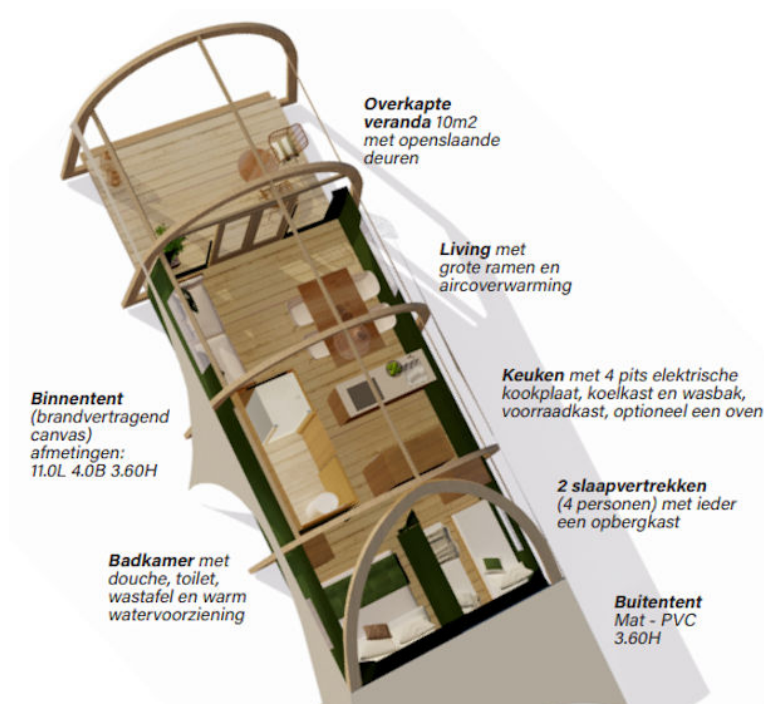 Overkapte
veranda 10m2
met openslaande
deuren
Living met
grote ramen en
aircoverwarming
Keuken met 4 pits elektrische
kookplaat, koelkast en wasbak,
voorraadkast, optioneel een oven
Binnentent
(brandvertragend
canvas)
afmetingen:
11.0L 4.0B 3.60H
2 slaapvertrekken
(4 personen) met ieder
een opbergkast
Badkamer met
douche, toilet,
wastafel en warm
watervoorziening
Buitentent
Mat - PVC
3.60H